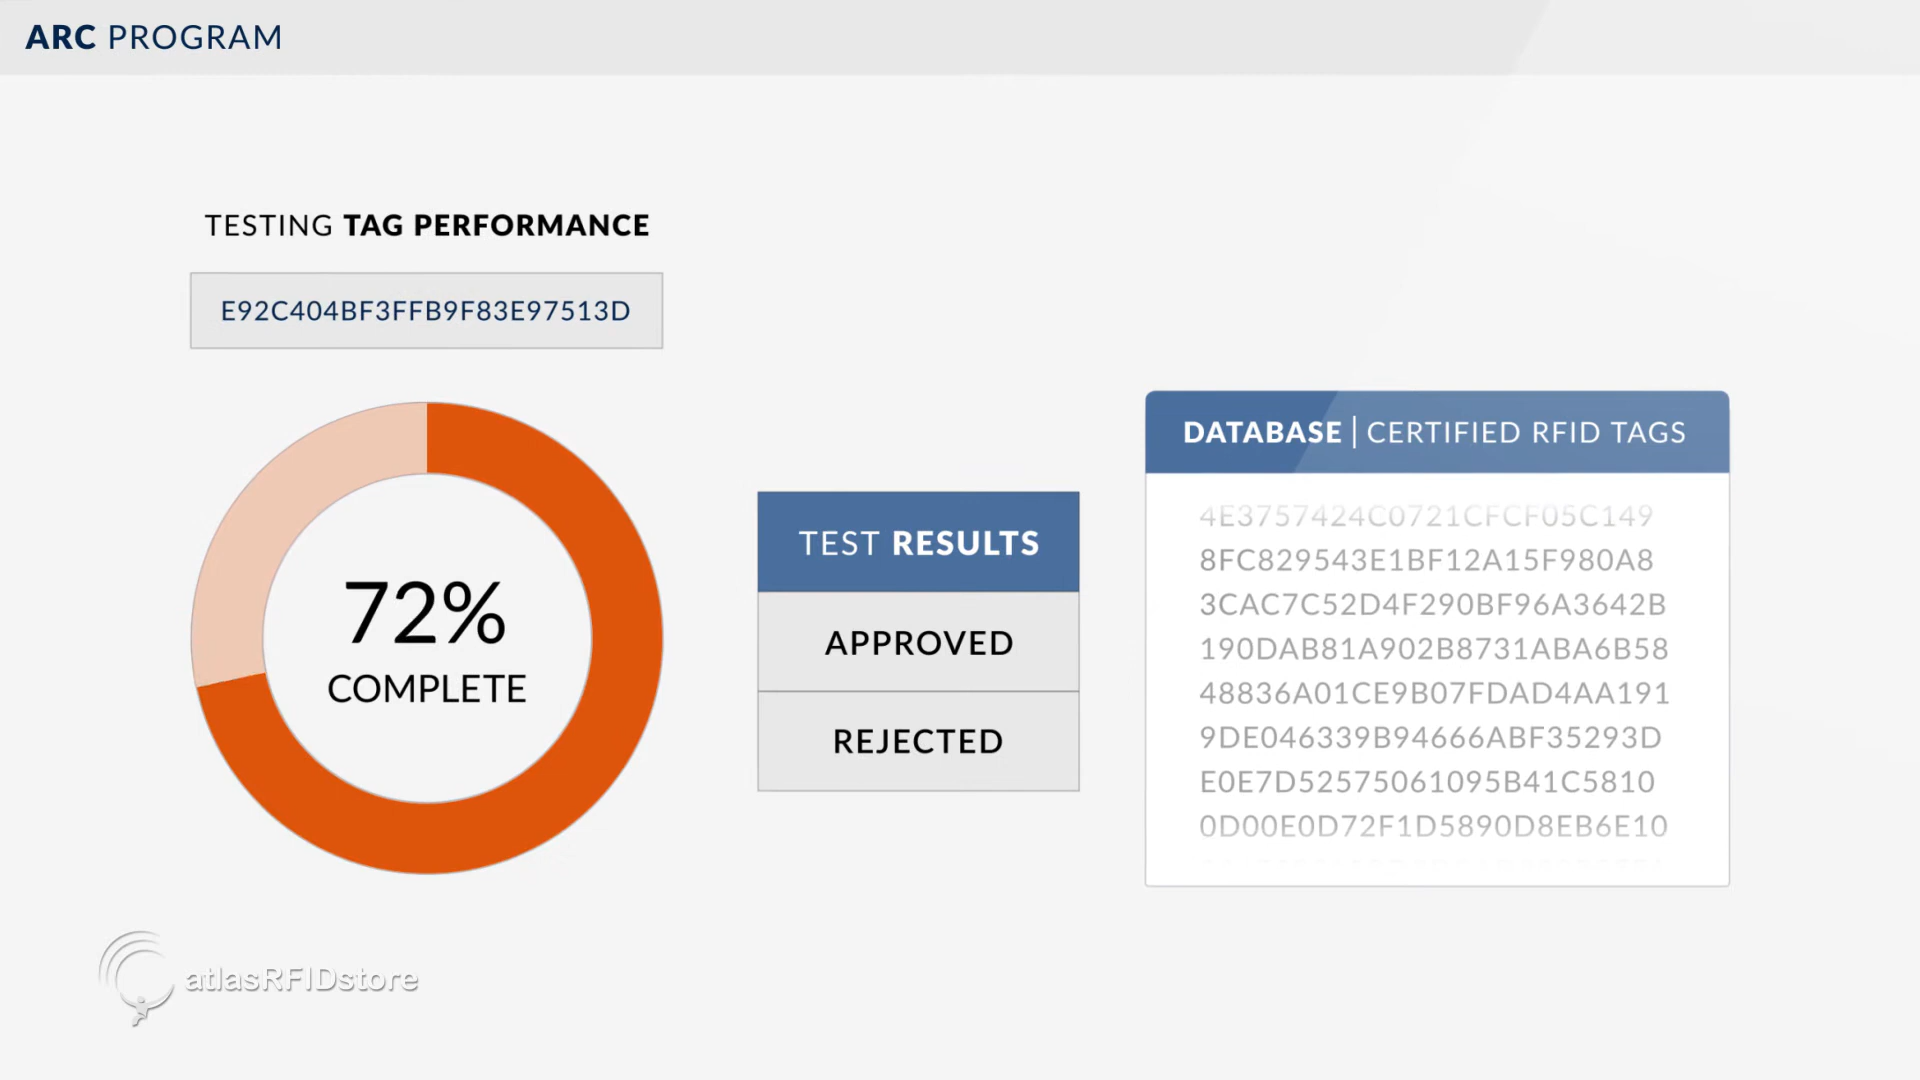 ARC PROGRAM
TESTING TAG PERFORMANCE
E92C404BF3FFB9F83E97513D
72%
COMPLETE
TEST RESULTS
APPROVED
REJECTED
DATABASE | CERTIFIED RFID TAGS
4E3757424C0721CFCF05C149
8FC829543E1BF12A15F980A8
3CAC7C52D4F290BF96A3642B
190DAB81A902B8731ABA6B58
48836A01CE9B07FDAD4AA191
9DE046339B94666ABF35293D
E0E7D52575061095B41C5810
0D00E0D72F1D5890D8EB6E10
atlasRFIDstore